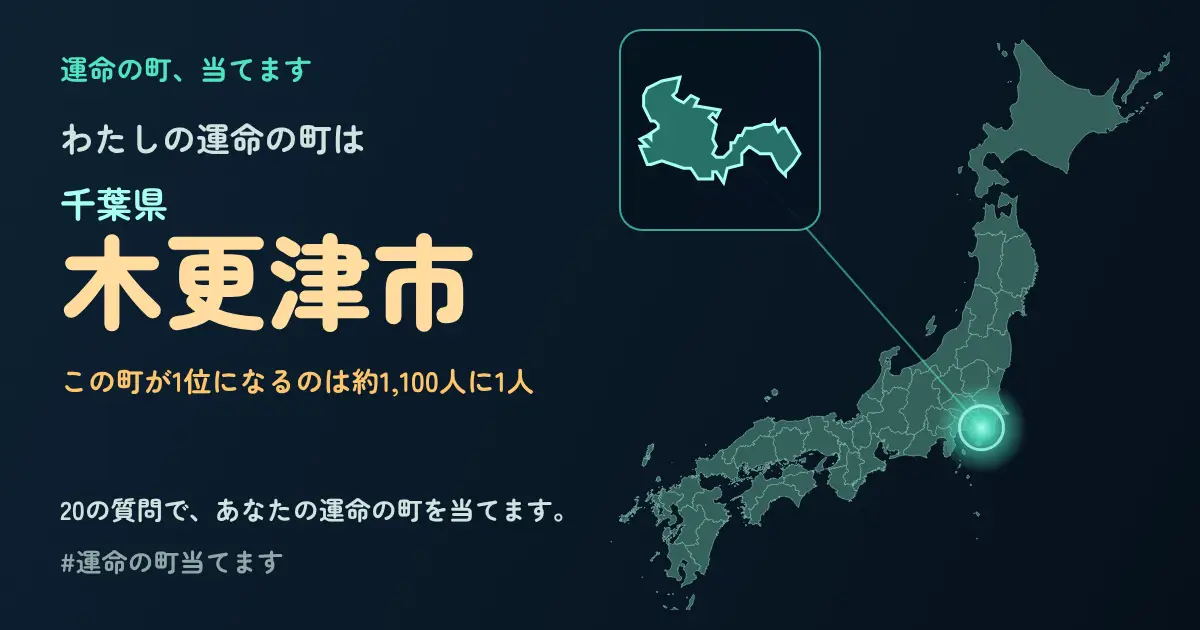 運命の町、当てます
わたしの運命の町は
千葉県
木更津市
この町が1位になるのは約1,100人に1人
20の質問で、あなたの運命の町を当てます。
#運命の町当てます